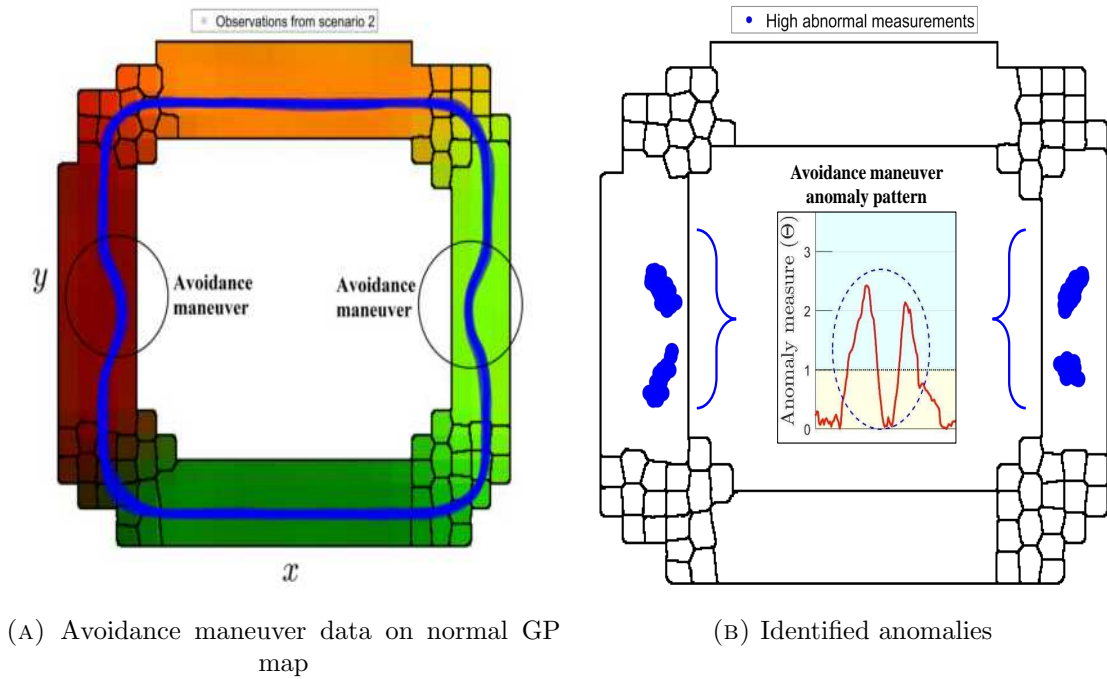 Observations from scenario 2
y
Avoidance
maneuver
Avoidance
maneuver
x
(A) Avoidance maneuver data on normal GP
map
High abnormal measurements
Avoidance maneuver
anomaly pattern
Anomaly measure (Θ)
3
2
1
0
(B) Identified anomalies